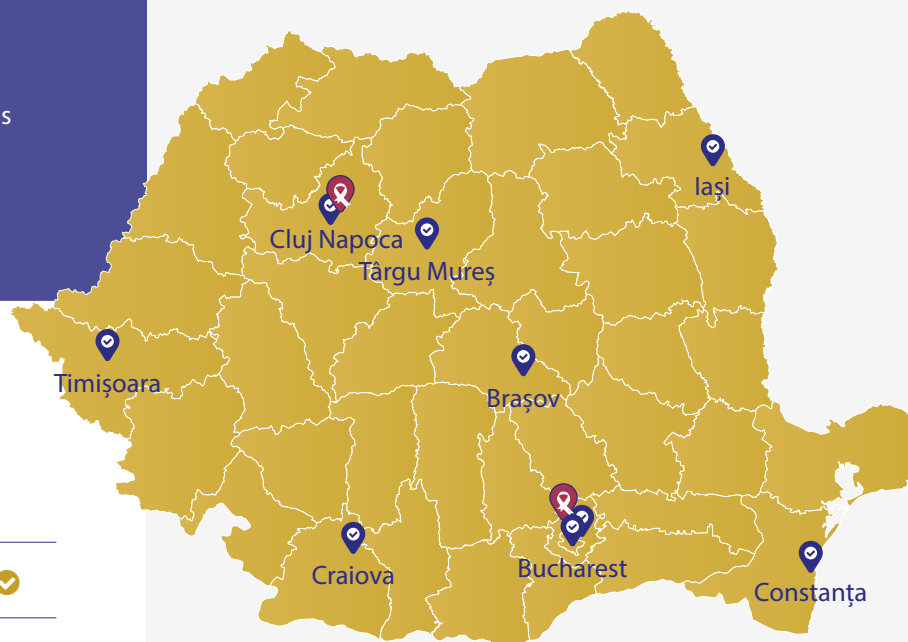 s
Iași
Cluj Napoca
Târgu Mureș
Timișoara
Brașov
Craiova
Bucharest
Constanța